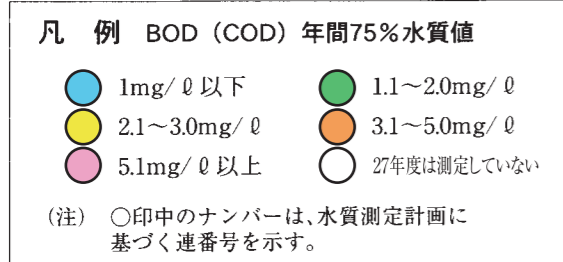 凡 例 BOD（COD）年間75％水質値
1mg/ℓ以下 1.1～2.0mg/ℓ
2.1～3.0mg/ℓ 3.1～5.0mg/ℓ
5.1mg/ℓ以上 27年度は測定していない
（注） ○印中のナンバーは、水質測定計画に
基づく連番号を示す。